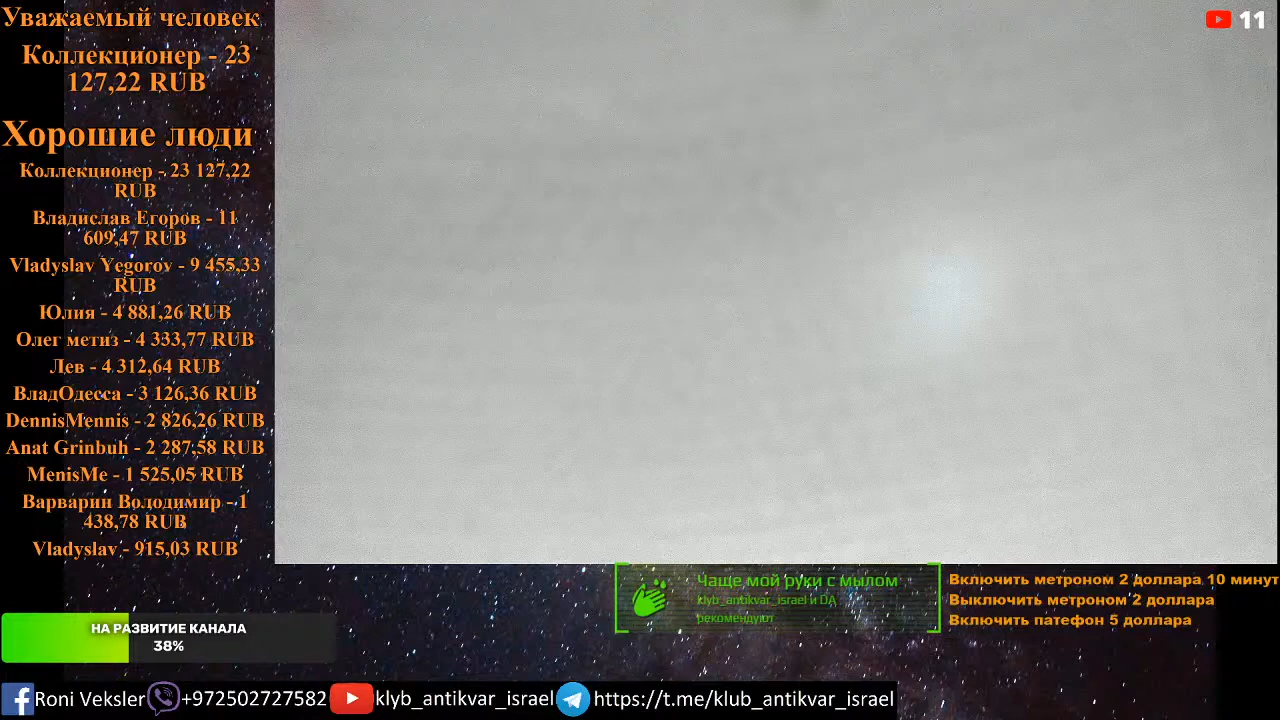 Уважаемый человек
Коллекционер - 23
127,22 RUB
Хорошие люди
Коллекционер - 23 127,22
RUB
Владислав Егоров - 11
609,47 RUB
Vladyslav Yegorov - 9 455,33
RUB
Юлия - 4 881,26 RUB
Олег метиз - 4 333,77 RUB
Лев - 4 312,64 RUB
ВладОдесса - 3 126,36 RUB
DennisMennis - 2 826,26 RUB
Anat Grinbuh - 2 287,58 RUB
MenisMe - 1 525,05 RUB
Варварин Володимир - 1
438,78 RUB
Vladyslav - 915,03 RUB
11
Чаще мой руки с мылом
klyb_antikvar_israel и DA
рекомендуют
Включить метроном 2 доллара 10 минут
Выключить метроном 2 доллара
Включить патефон 5 доллара
НА РАЗВИТИЕ КАНАЛА
38%
Roni Veksler +972502727582 klyb_antikvar_israel https://t.me/klub_antikvar_israel